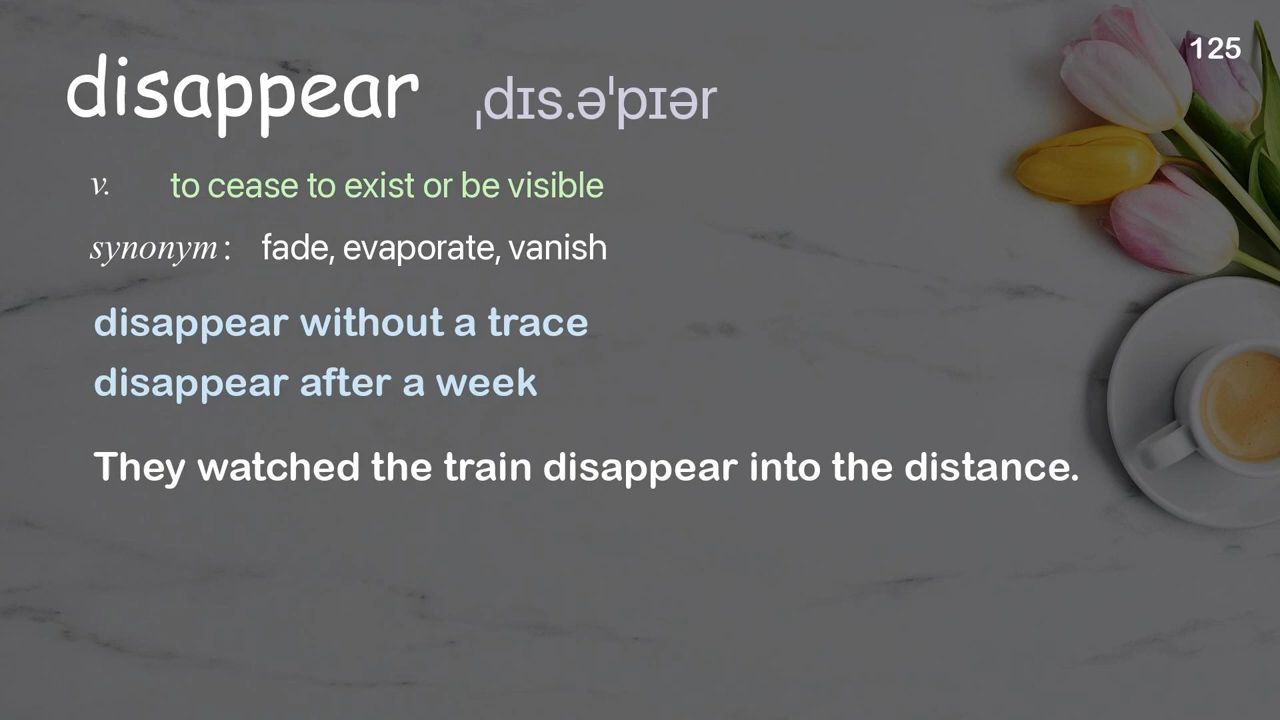 125
disappear ˌdɪs.əˈpɪər
v. to cease to exist or be visible
synonym: fade, evaporate, vanish
disappear without a trace
disappear after a week
They watched the train disappear into the distance.